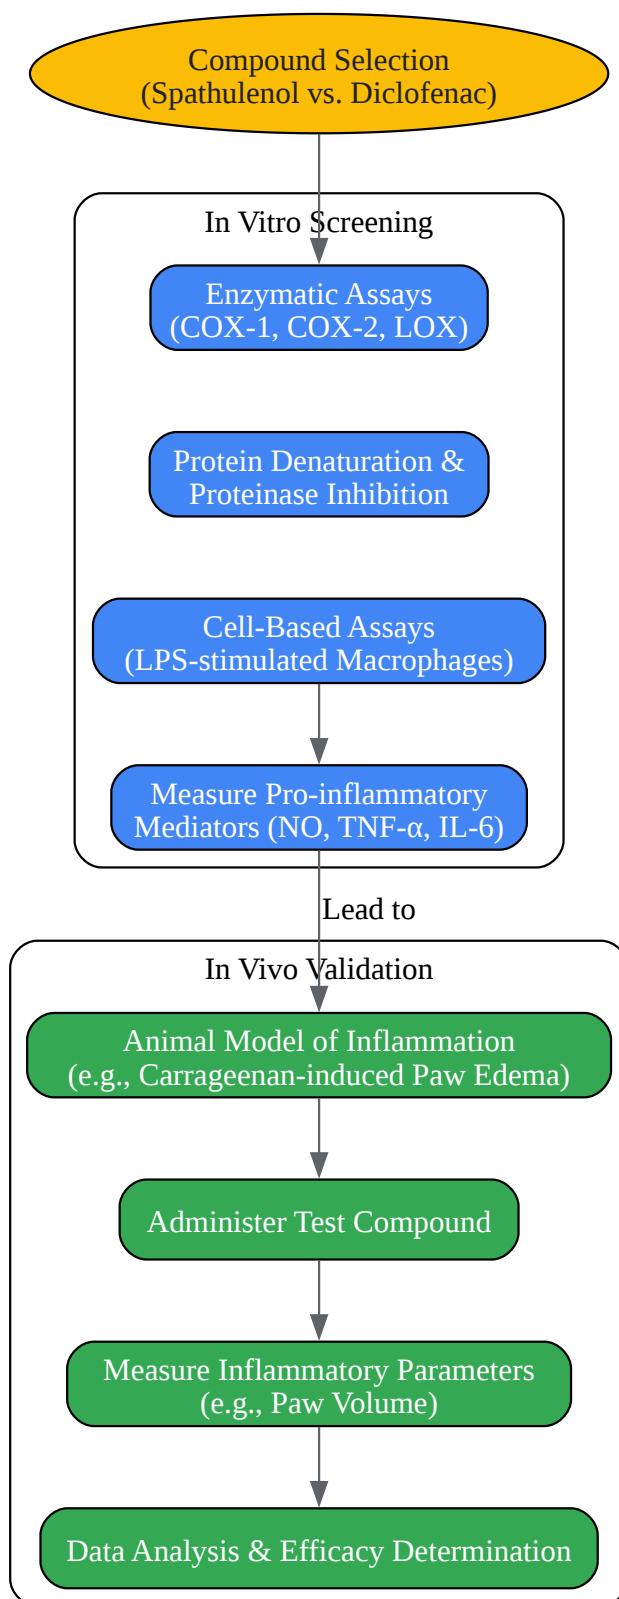 Compound Selection
(Spathulenol vs. Diclofenac)
In Vitro Screening
Enzymatic Assays
(COX-1, COX-2, LOX)
Protein Denaturation &
Proteinase Inhibition
Cell-Based Assays
(LPS-stimulated Macrophages)
Measure Pro-inflammatory
Mediators (NO, TNF-α, IL-6)
Lead to
In Vivo Validation
Animal Model of Inflammation
(e.g., Carrageenan-induced Paw Edema)
Administer Test Compound
Measure Inflammatory Parameters
(e.g., Paw Volume)
Data Analysis & Efficacy Determination